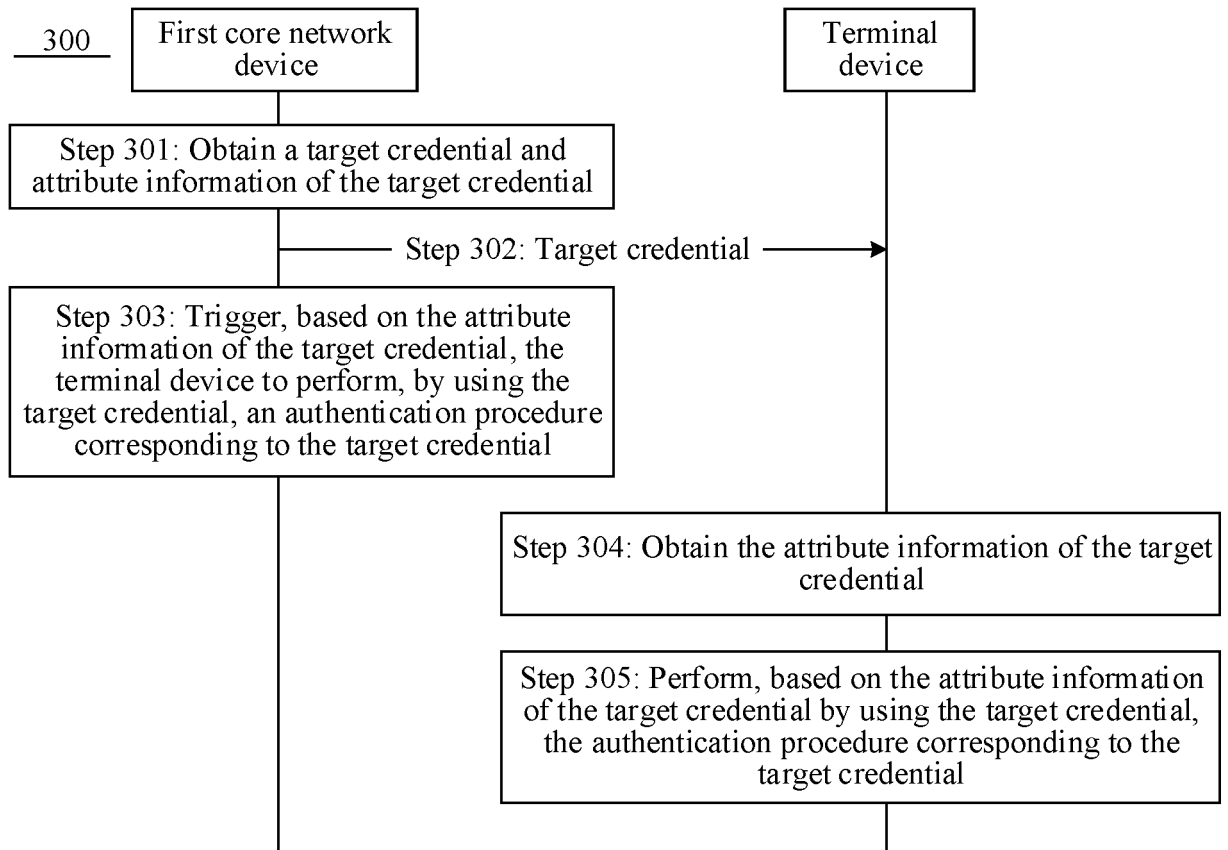 300
First core network
device
Terminal
device
Step 301: Obtain a target credential and
attribute information of the target credential
Step 302: Target credential
Step 303: Trigger, based on the attribute
information of the target credential, the
terminal device to perform, by using the
target credential, an authentication procedure
corresponding to the target credential
Step 304: Obtain the attribute information of the target
credential
Step 305: Perform, based on the attribute information
of the target credential by using the target credential,
the authentication procedure corresponding to the
target credential